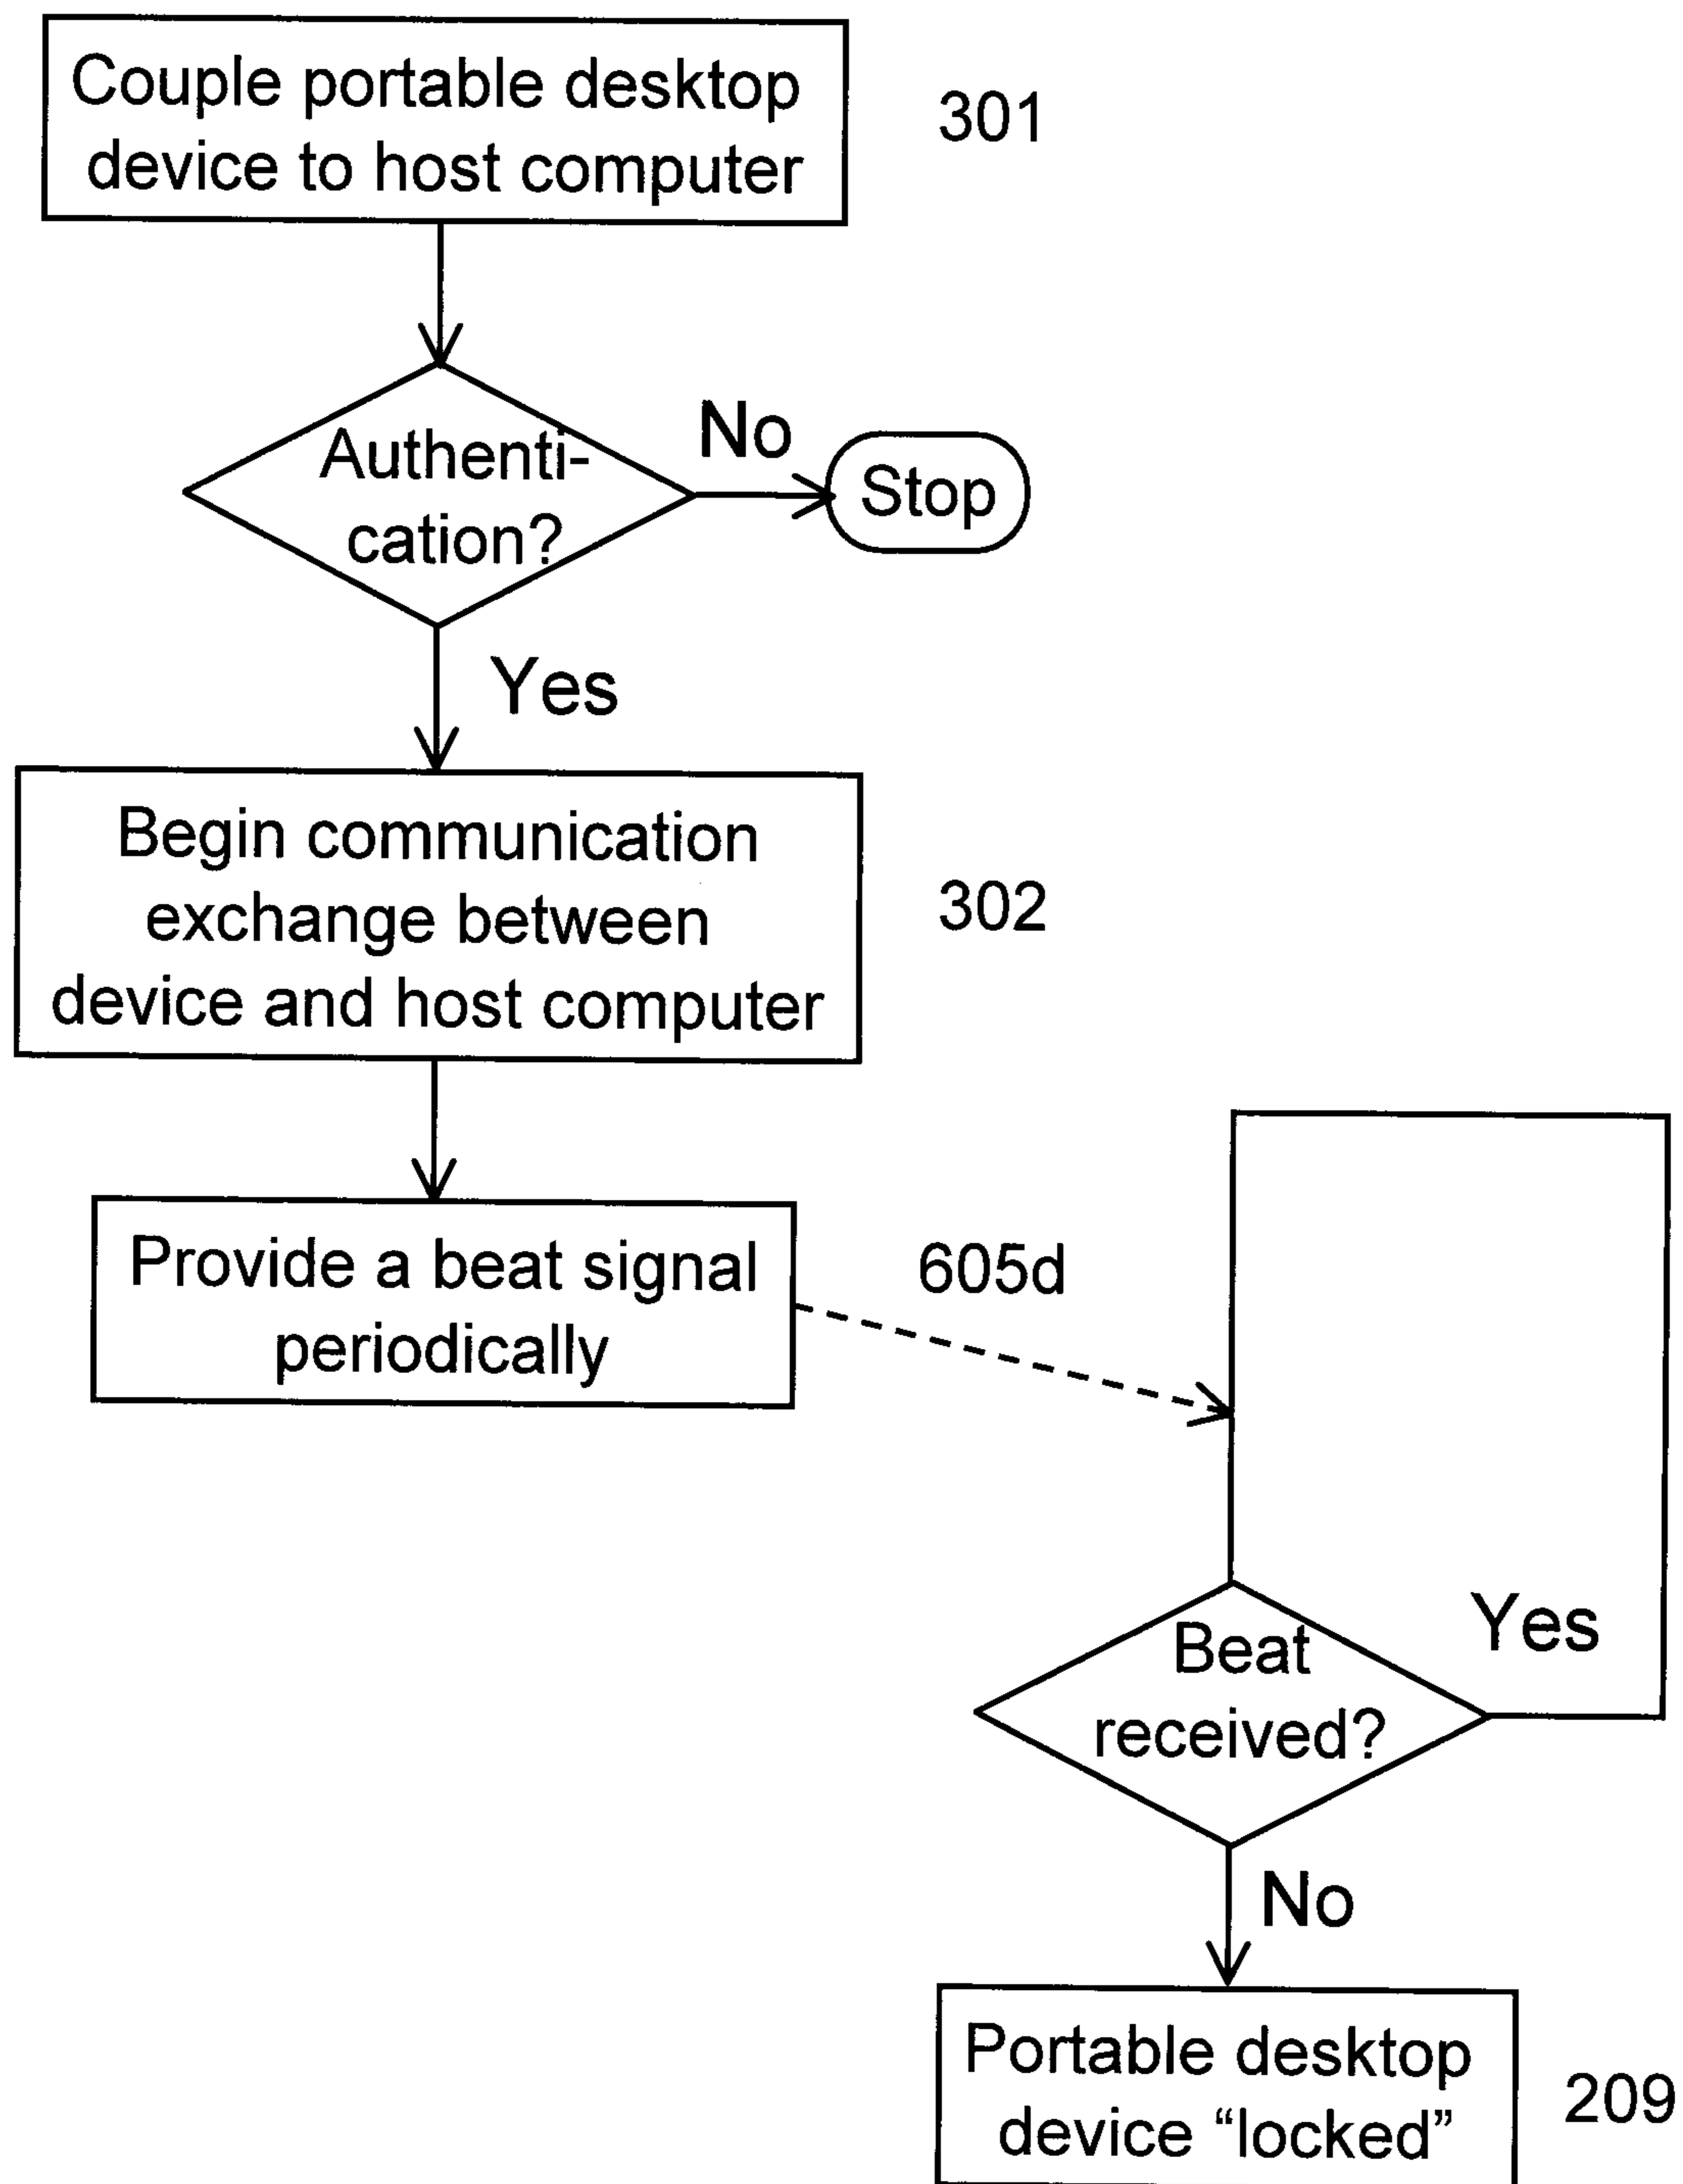 Couple portable desktop
device to host computer
301
Authenti-
cation?
No
Stop
Yes
Begin communication
exchange between
device and host computer
302
Provide a beat signal
periodically
605d
Beat
received?
Yes
No
Portable desktop
device “locked”
209